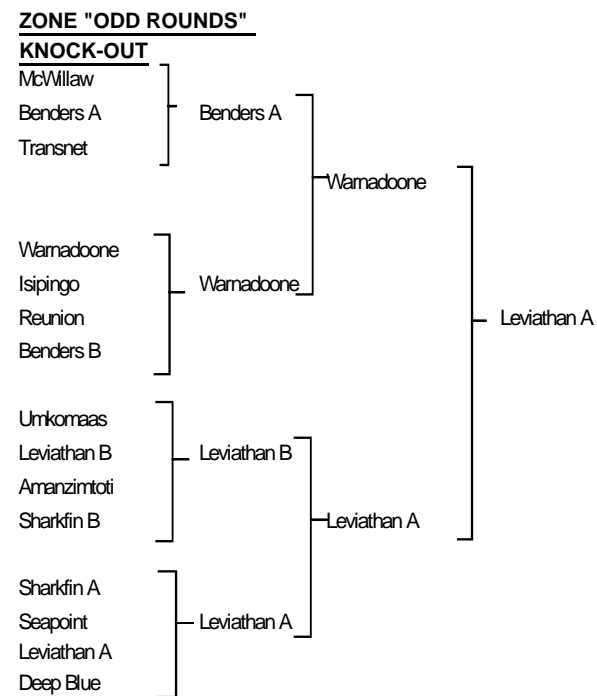 ZONE "ODD ROUNDS"
KNOCK-OUT
McWillaw
Benders A
Transnet
Benders A
Warnadoone
Warnadoone
Isipingo
Reunion
Benders B
Warnadoone
Leviathan A
Umkomaas
Leviathan B
Amanzimtoti
Sharkfin B
Leviathan B
Leviathan A
Sharkfin A
Seapoint
Leviathan A
Deep Blue
Leviathan A